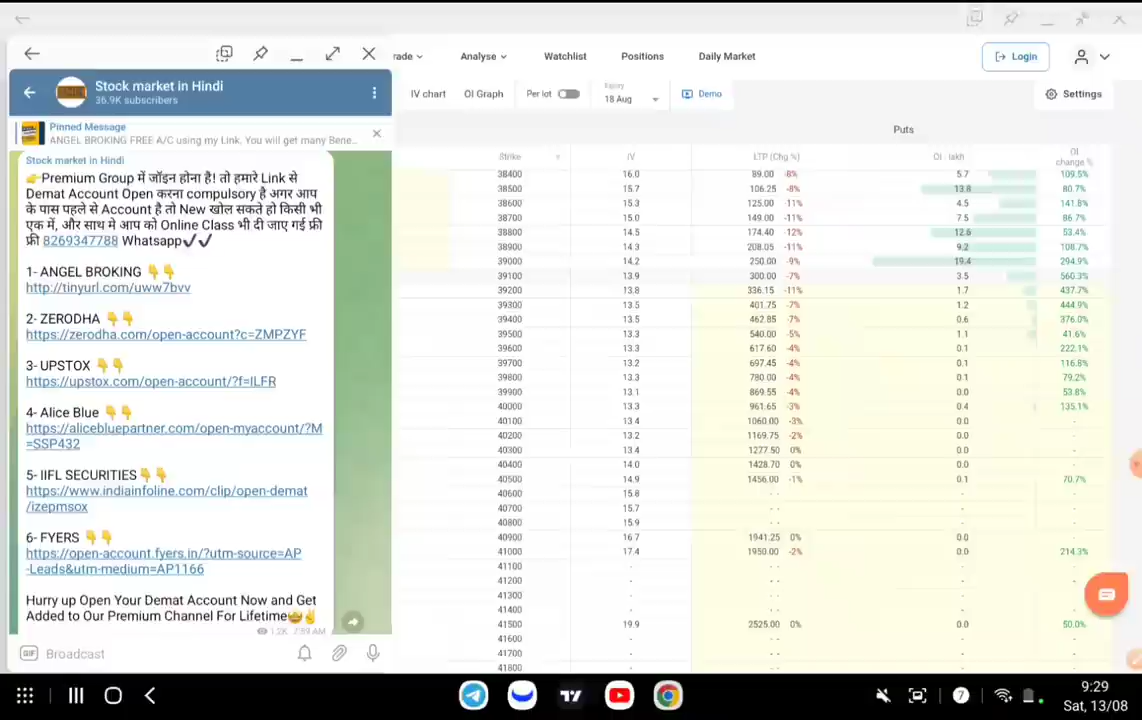 rade
Analyse
Watchlist
Positions
Daily Market
Login
Stock market in Hindi
36.9K subscribers
IV chart
OI Graph
Per lot
Expiry
18 Aug
Demo
Settings
Pinned Message
ANGEL BROKING FREE A/C using my Link. You will get many Bene...
Stock market in Hindi
👉Premium Group में जॉइन होना है! तो हमारे Link से
Demat Account Open करना compulsory है अगर आप
के पास पहले से Account है तो New खोल सकते हो किसी भी
एक में, और साथ मे आप को Online Class भी दी जाए गई फ्री
फ्री 8269347788 Whatsapp✔✔
1- ANGEL BROKING 👇👇
http://tinyurl.com/uww7bvv
2- ZERODHA 👇👇
https://zerodha.com/open-account?c=ZMPZYF
3- UPSTOX 👇👇
https://upstox.com/open-account/?f=ILFR
4- Alice Blue 👇👇
https://alicebluepartner.com/open-myaccount/?M
=SSP432
5- IIFL SECURITIES👇👇
https://www.indiainfoline.com/clip/open-demat
/izepmsox
6- FYERS 👇👇
https://open-account.fyers.in/?utm-source=AP
-Leads&utm-medium=AP1166
Hurry up Open Your Demat Account Now and Get
Added to Our Premium Channel For Lifetime🤩✌
1.2K 7:39 AM
GIF Broadcast
Puts
Strike IV LTP (Chg %) OI - lakh OI change %
38400 16.0 89.00 -8% 5.7 109.5%
38500 15.7 106.25 -8% 13.8 80.7%
38600 15.3 125.00 -11% 4.5 141.8%
38700 15.0 149.00 -11% 7.5 86.7%
38800 14.5 174.40 -12% 12.6 53.4%
38900 14.3 208.05 -11% 9.2 108.7%
39000 14.2 250.00 -9% 19.4 294.9%
39100 13.9 300.00 -7% 3.5 560.3%
39200 13.8 336.15 -11% 1.7 437.7%
39300 13.5 401.75 -7% 1.2 444.9%
39400 13.5 462.85 -7% 0.6 376.0%
39500 13.3 540.00 -5% 1.1 41.6%
39600 13.3 617.60 -4% 0.1 222.1%
39700 13.2 697.45 -4% 0.1 116.8%
39800 13.3 780.00 -4% 0.1 79.2%
39900 13.1 869.55 -4% 0.0 53.8%
40000 13.3 961.65 -3% 0.4 135.1%
40100 13.4 1060.00 -3% 0.0 -
40200 13.2 1169.75 -2% 0.0 -
40300 13.4 1277.50 0% 0.0 -
40400 14.0 1428.70 0% 0.0 -
40500 14.9 1456.00 -1% 0.1 70.7%
40600 15.8 - - - -
40700 15.7 - - - -
40800 15.9 - - - -
40900 16.7 1941.25 0% 0.0 -
41000 17.4 1950.00 -2% 0.0 214.3%
41100 - - - - -
41200 - - - - -
41300 - - - - -
41400 - - - - -
41500 19.9 2525.00 0% 0.0 50.0%
41600 - - - - -
41700 - - - - -
41800 - - - - -
7
9:29
Sat, 13/08